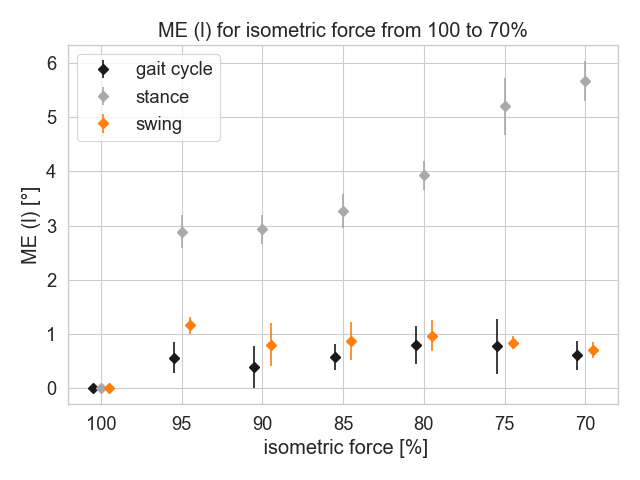 ME (I) for isometric force from 100 to 70%
gait cycle
stance
swing
ME (I) [°]
6
5
4
3
2
1
0
100 95 90 85 80 75 70
isometric force [%]